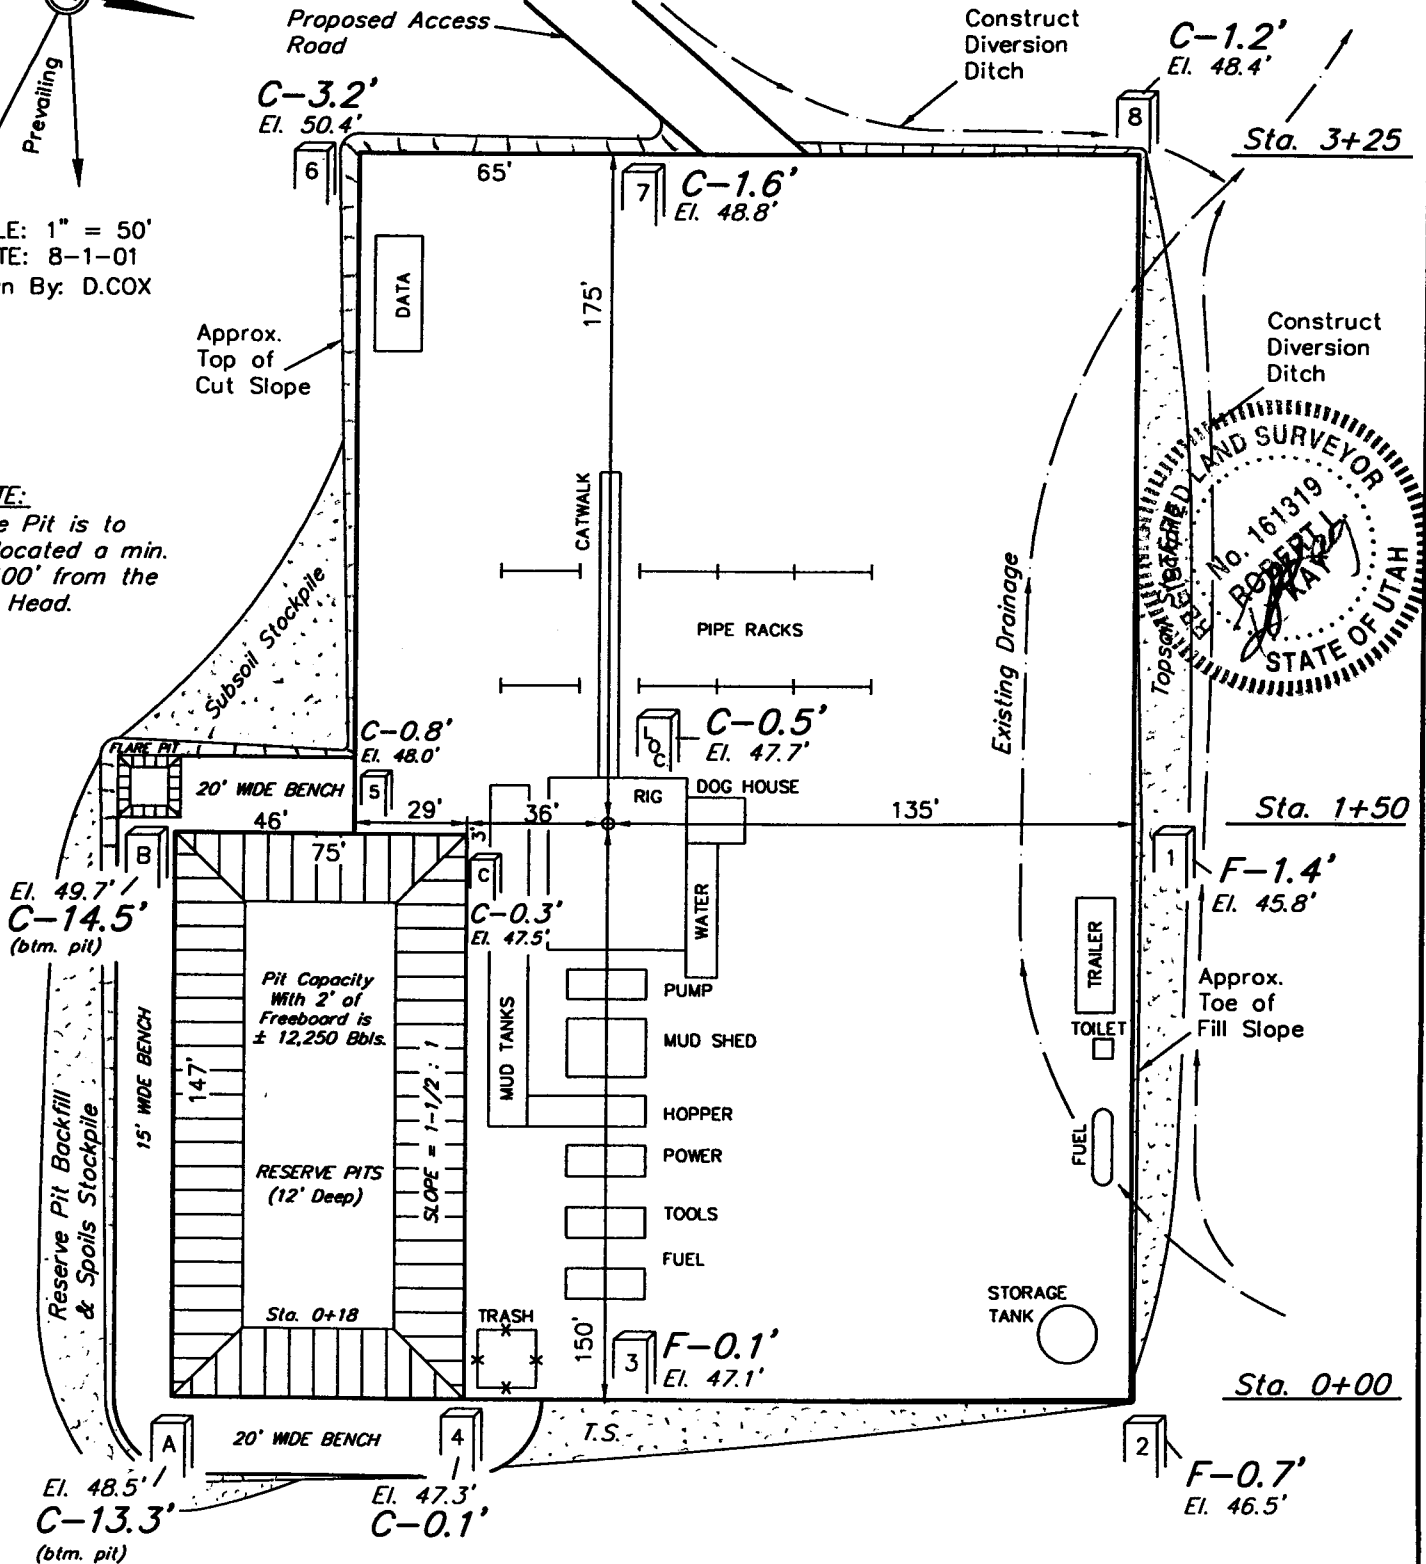 Proposed Access
Road
Construct
Diversion
Ditch
C-1.2'
El. 48.4'
Prevailing
C-3.2'
El. 50.4'
8
Sta. 3+25
6
65'
7
C-1.6'
El. 48.8'
LE: 1" = 50'
TE: 8-1-01
n By: D.COX
DATA
175'
Approx.
Top of
Cut Slope
Construct
Diversion
Ditch
TE:
e Pit is to
located a min.
00' from the
Head.
CATWALK
LAND SURVEYOR
No. 161319
ROBERT L.
KAY
STATE OF UTAH
Subsoil Stockpile
PIPE RACKS
Existing Drainage
C-0.8'
El. 48.0'
LOC.
C-0.5'
El. 47.7'
FLARE PIT
20' WIDE BENCH
5
RIG
DOG HOUSE
46'
29'
36'
135'
Sta. 1+50
3'
75'
B
El. 49.7'
C-14.5'
(btm. pit)
C
C-0.3'
El. 47.5'
WATER
1
F-1.4'
El. 45.8'
TRAILER
Pit Capacity
With 2' of
Freeboard is
± 12,250 Bbls.
PUMP
Approx.
Toe of
Fill Slope
MUD TANKS
MUD SHED
TOILET
15' WIDE BENCH
147'
SLOPE = 1-1/2 : 1
HOPPER
Reserve Pit Backfill
& Spoils Stockpile
POWER
FUEL
RESERVE PITS
(12' Deep)
TOOLS
FUEL
Sta. 0+18
TRASH
STORAGE
TANK
150'
3
F-0.1'
El. 47.1'
Sta. 0+00
A
20' WIDE BENCH
4
T.S.
2
El. 48.5'
C-13.3'
(btm. pit)
El. 47.3'
C-0.1'
F-0.7'
El. 46.5'